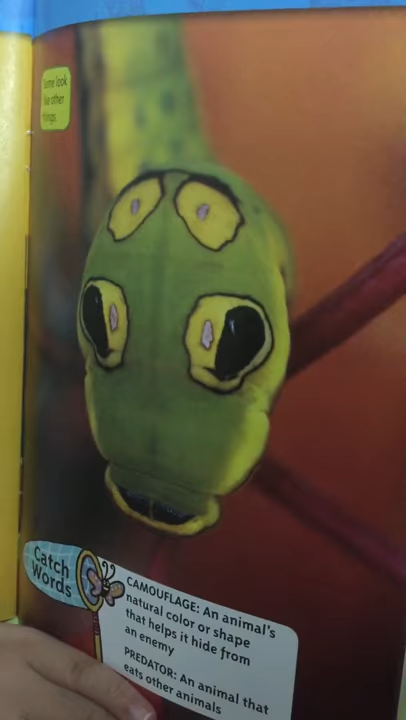 Some look
like other
things.
Catch
Words
CAMOUFLAGE: An animal's
natural color or shape
that helps it hide from
an enemy
PREDATOR: An animal that
eats other animals